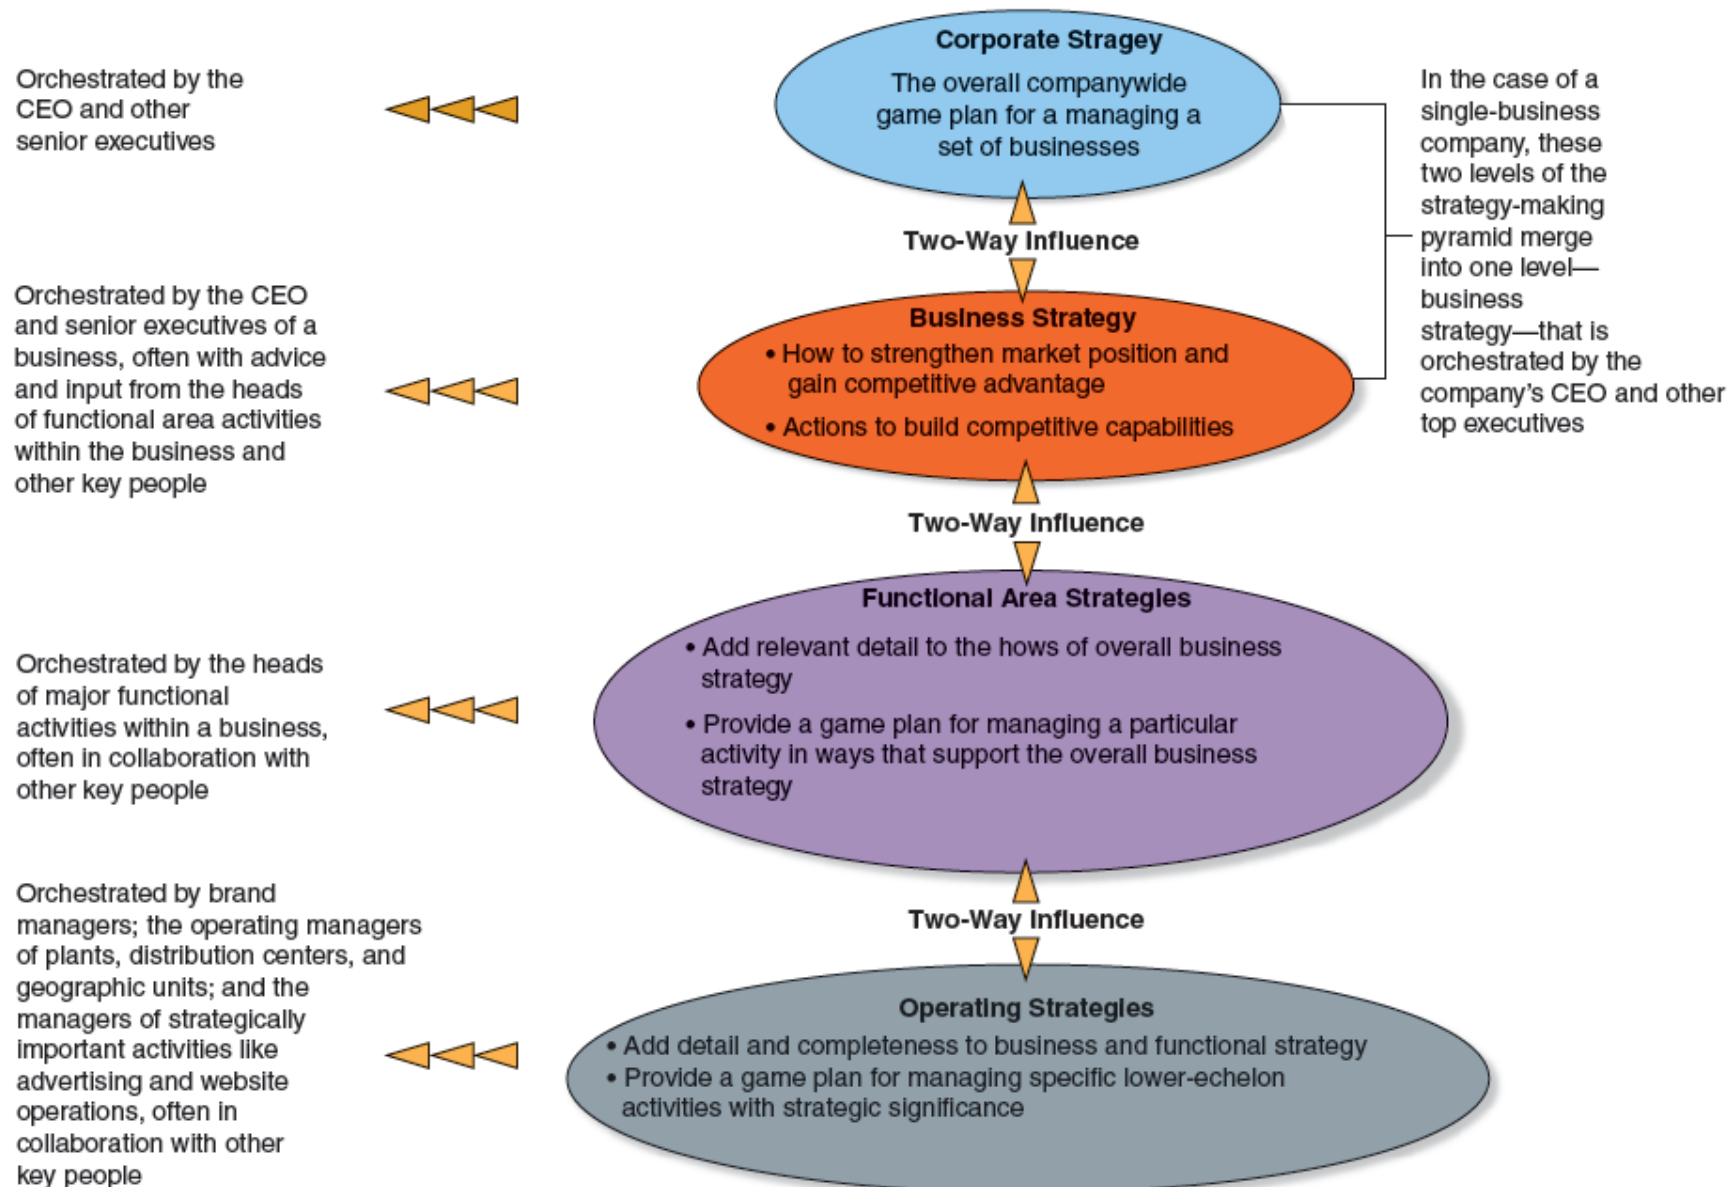 Corporate Stragey
The overall companywide
game plan for a managing a
set of businesses
Orchestrated by the
CEO and other
senior executives
In the case of a
single-business
company, these
two levels of the
strategy-making
pyramid merge
into one level—
business
strategy—that is
orchestrated by the
company’s CEO and other
top executives
Two-Way Influence
Business Strategy
• How to strengthen market position and
gain competitive advantage
• Actions to build competitive capabilities
Orchestrated by the CEO
and senior executives of a
business, often with advice
and input from the heads
of functional area activities
within the business and
other key people
Two-Way Influence
Functional Area Strategies
• Add relevant detail to the hows of overall business
strategy
• Provide a game plan for managing a particular
activity in ways that support the overall business
strategy
Orchestrated by the heads
of major functional
activities within a business,
often in collaboration with
other key people
Two-Way Influence
Operating Strategies
• Add detail and completeness to business and functional strategy
• Provide a game plan for managing specific lower-echelon
activities with strategic significance
Orchestrated by brand
managers; the operating managers
of plants, distribution centers, and
geographic units; and the
managers of strategically
important activities like
advertising and website
operations, often in
collaboration with other
key people